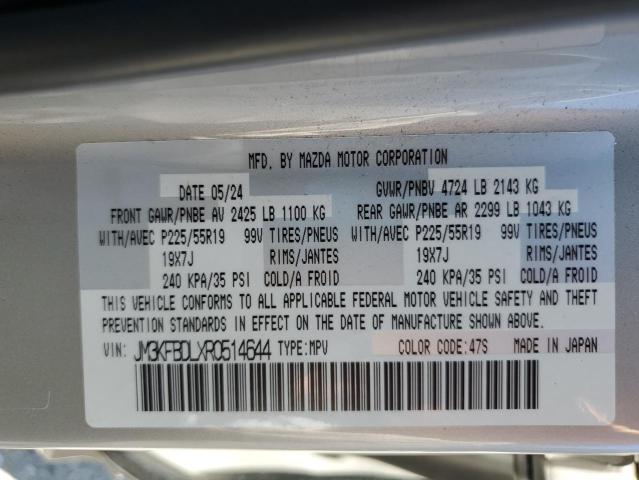 MFD. BY MAZDA MOTOR CORPORATION
DATE 05/24 GVWR/PNBV 4724 LB 2143 KG
FRONT GAWR/PNBE AV 2425 LB 1100 KG REAR GAWR/PNBE AR 2299 LB 1043 KG
WITH/AVEC P225/55R19 99V TIRES/PNEUS WITH/AVEC P225/55R19 99V TIRES/PNEUS
19X7J RIMS/JANTES 19X7J RIMS/JANTES
240 KPA/35 PSI COLD/A FROID 240 KPA/35 PSI COLD/A FROID
THIS VEHICLE CONFORMS TO ALL APPLICABLE FEDERAL MOTOR VEHICLE SAFETY AND THEFT
PREVENTION STANDARDS IN EFFECT ON THE DATE OF MANUFACTURE SHOWN ABOVE.
VIN: JM3KFBDLXR0514644 TYPE:MPV COLOR CODE:47S MADE IN JAPAN